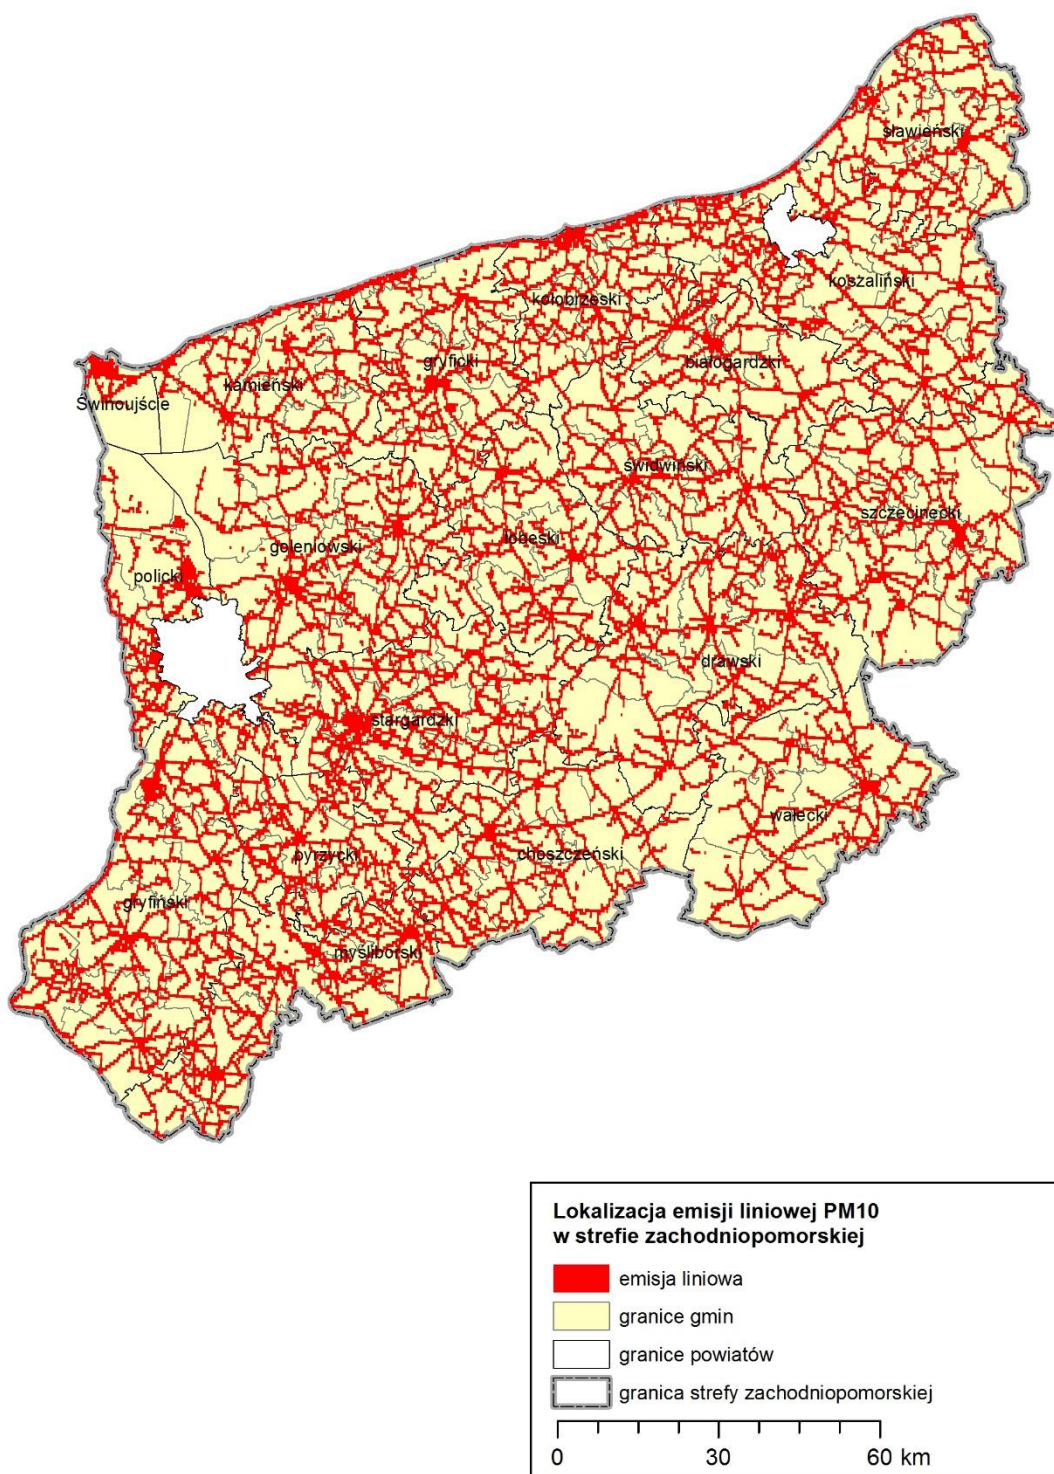 sławieński
koszaliński
kołobrzeski
białogardzki
gryficki
kamieński
Świnoujście
świdwiński
szczecinecki
łobeski
goleniowski
policki
drawski
stargardzki
wałecki
choszczeński
pyrzycki
gryfiński
myśliborski
Lokalizacja emisji liniowej PM10
w strefie zachodniopomorskiej
emisja liniowa
granice gmin
granice powiatów
granica strefy zachodniopomorskiej
0 30 60 km